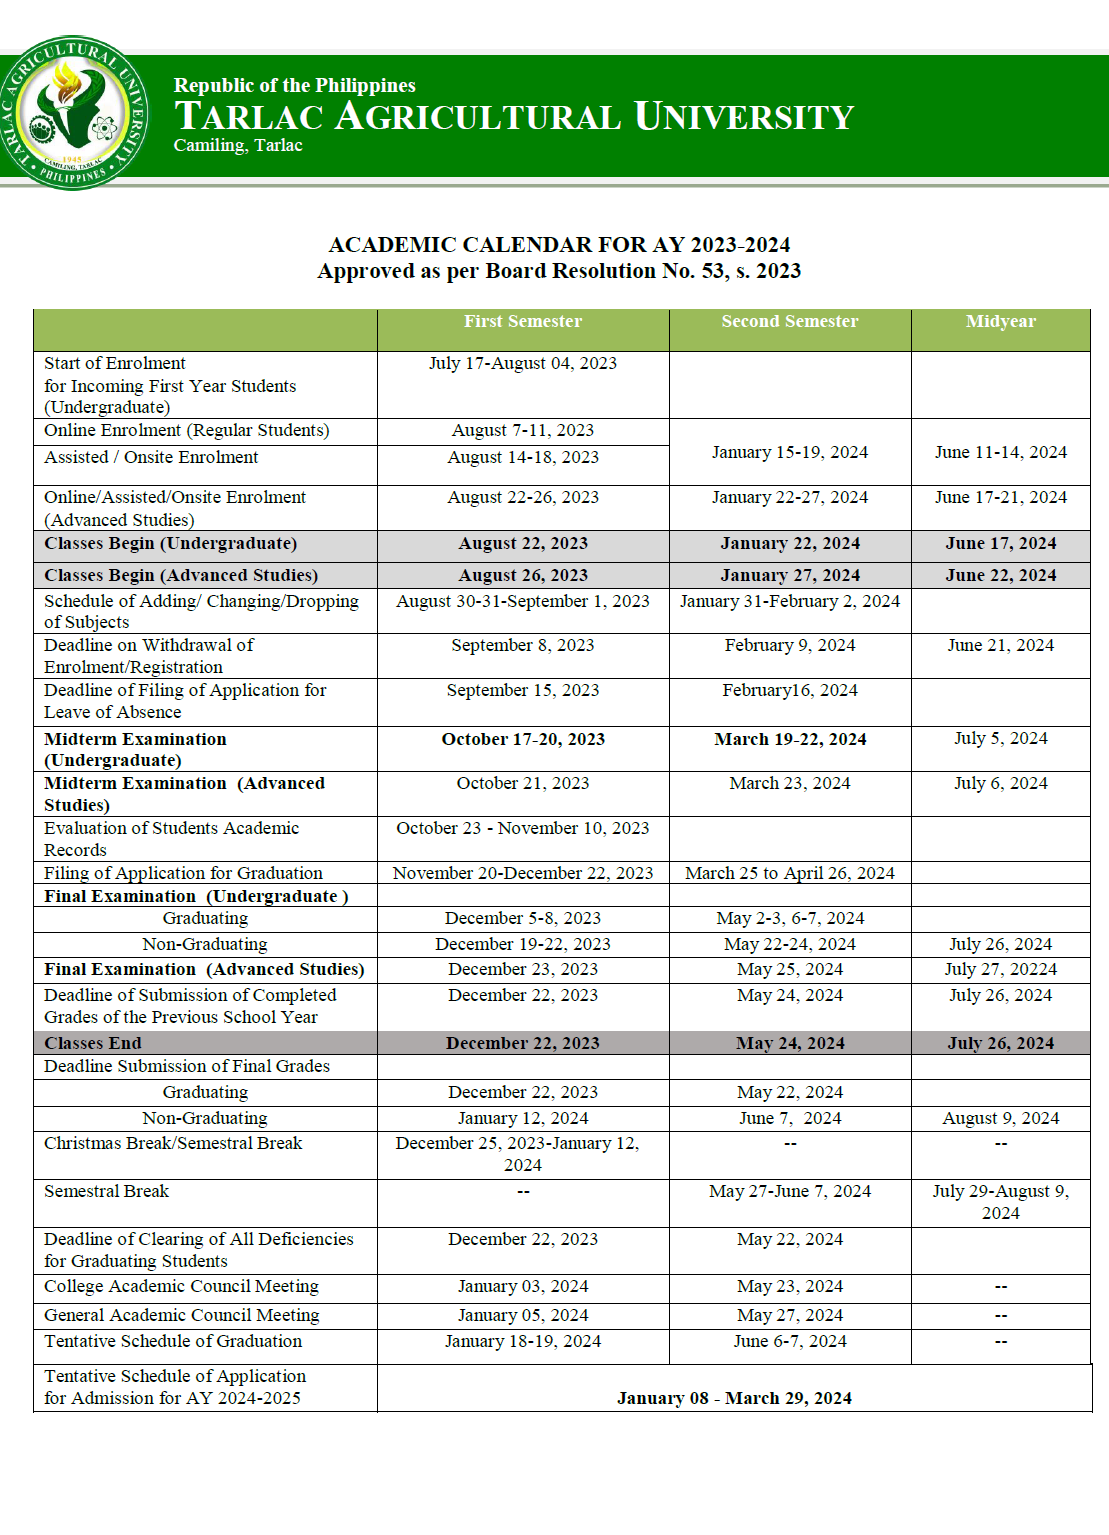 TARLAC AGRICULTURAL UNIVERSITY
1945
CAMILING, TARLAC
• PHILIPPINES •
Republic of the Philippines
TARLAC AGRICULTURAL UNIVERSITY
Camiling, Tarlac
ACADEMIC CALENDAR FOR AY 2023-2024
Approved as per Board Resolution No. 53, s. 2023
First Semester Second Semester Midyear
Start of Enrolment July 17-August 04, 2023
for Incoming First Year Students
(Undergraduate)
Online Enrolment (Regular Students) August 7-11, 2023
January 15-19, 2024 June 11-14, 2024
Assisted / Onsite Enrolment August 14-18, 2023
Online/Assisted/Onsite Enrolment August 22-26, 2023 January 22-27, 2024 June 17-21, 2024
(Advanced Studies)
Classes Begin (Undergraduate) August 22, 2023 January 22, 2024 June 17, 2024
Classes Begin (Advanced Studies) August 26, 2023 January 27, 2024 June 22, 2024
Schedule of Adding/ Changing/Dropping August 30-31-September 1, 2023 January 31-February 2, 2024
of Subjects
Deadline on Withdrawal of September 8, 2023 February 9, 2024 June 21, 2024
Enrolment/Registration
Deadline of Filing of Application for September 15, 2023 February16, 2024
Leave of Absence
Midterm Examination October 17-20, 2023 March 19-22, 2024 July 5, 2024
(Undergraduate)
Midterm Examination (Advanced October 21, 2023 March 23, 2024 July 6, 2024
Studies)
Evaluation of Students Academic October 23 - November 10, 2023
Records
Filing of Application for Graduation November 20-December 22, 2023 March 25 to April 26, 2024
Final Examination (Undergraduate )
Graduating December 5-8, 2023 May 2-3, 6-7, 2024
Non-Graduating December 19-22, 2023 May 22-24, 2024 July 26, 2024
Final Examination (Advanced Studies) December 23, 2023 May 25, 2024 July 27, 20224
Deadline of Submission of Completed December 22, 2023 May 24, 2024 July 26, 2024
Grades of the Previous School Year
Classes End December 22, 2023 May 24, 2024 July 26, 2024
Deadline Submission of Final Grades
Graduating December 22, 2023 May 22, 2024
Non-Graduating January 12, 2024 June 7, 2024 August 9, 2024
Christmas Break/Semestral Break December 25, 2023-January 12, -- --
2024
Semestral Break -- May 27-June 7, 2024 July 29-August 9,
2024
Deadline of Clearing of All Deficiencies December 22, 2023 May 22, 2024
for Graduating Students
College Academic Council Meeting January 03, 2024 May 23, 2024 --
General Academic Council Meeting January 05, 2024 May 27, 2024 --
Tentative Schedule of Graduation January 18-19, 2024 June 6-7, 2024 --
Tentative Schedule of Application
for Admission for AY 2024-2025 January 08 - March 29, 2024